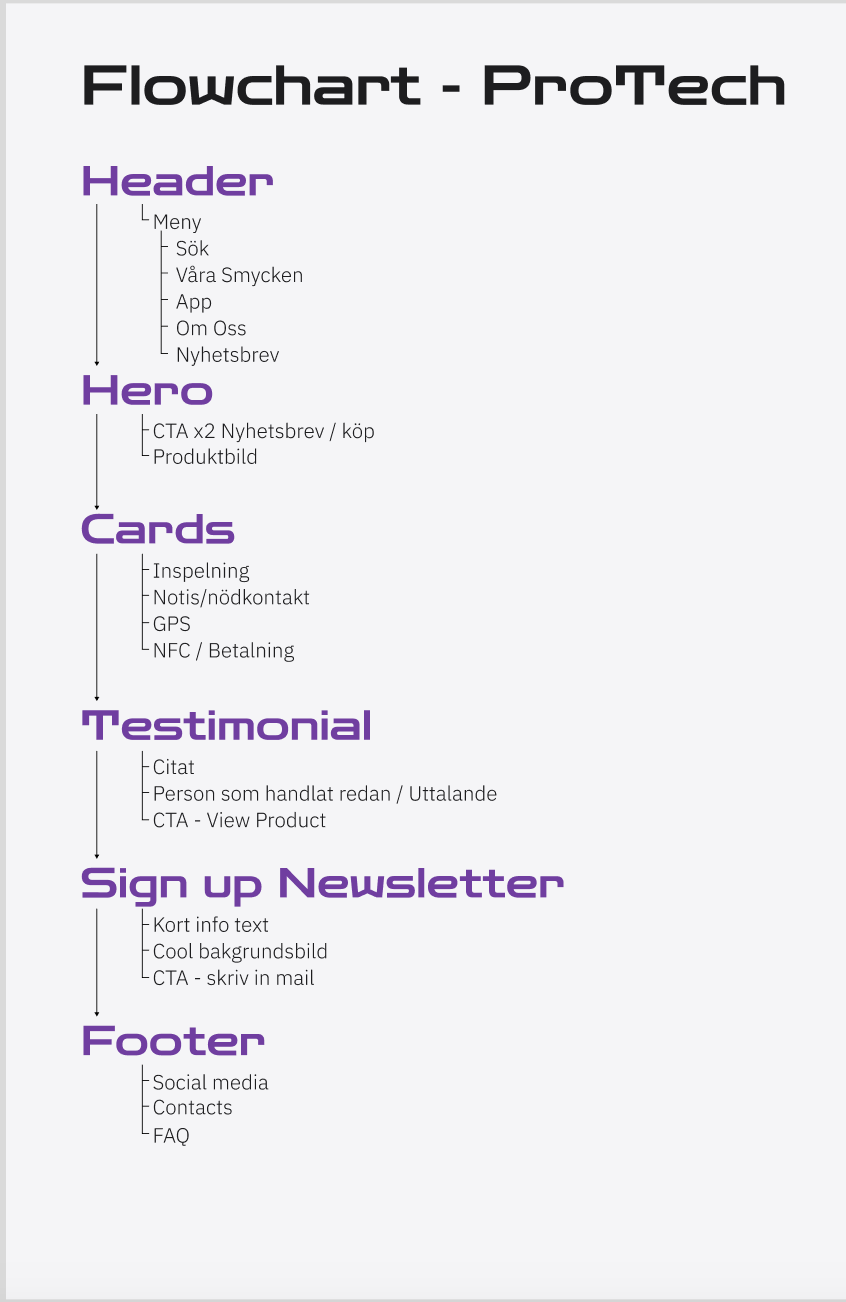 Flowchart - ProTech
Header
Meny
Sök
Våra Smycken
App
Om Oss
Nyhetsbrev
Hero
CTA x2 Nyhetsbrev / köp
Produktbild
Cards
Inspelning
Notis/nödkontakt
GPS
NFC / Betalning
Testimonial
Citat
Person som handlat redan / Uttalande
CTA - View Product
Sign up Newsletter
Kort info text
Cool bakgrundsbild
CTA - skriv in mail
Footer
Social media
Contacts
FAQ